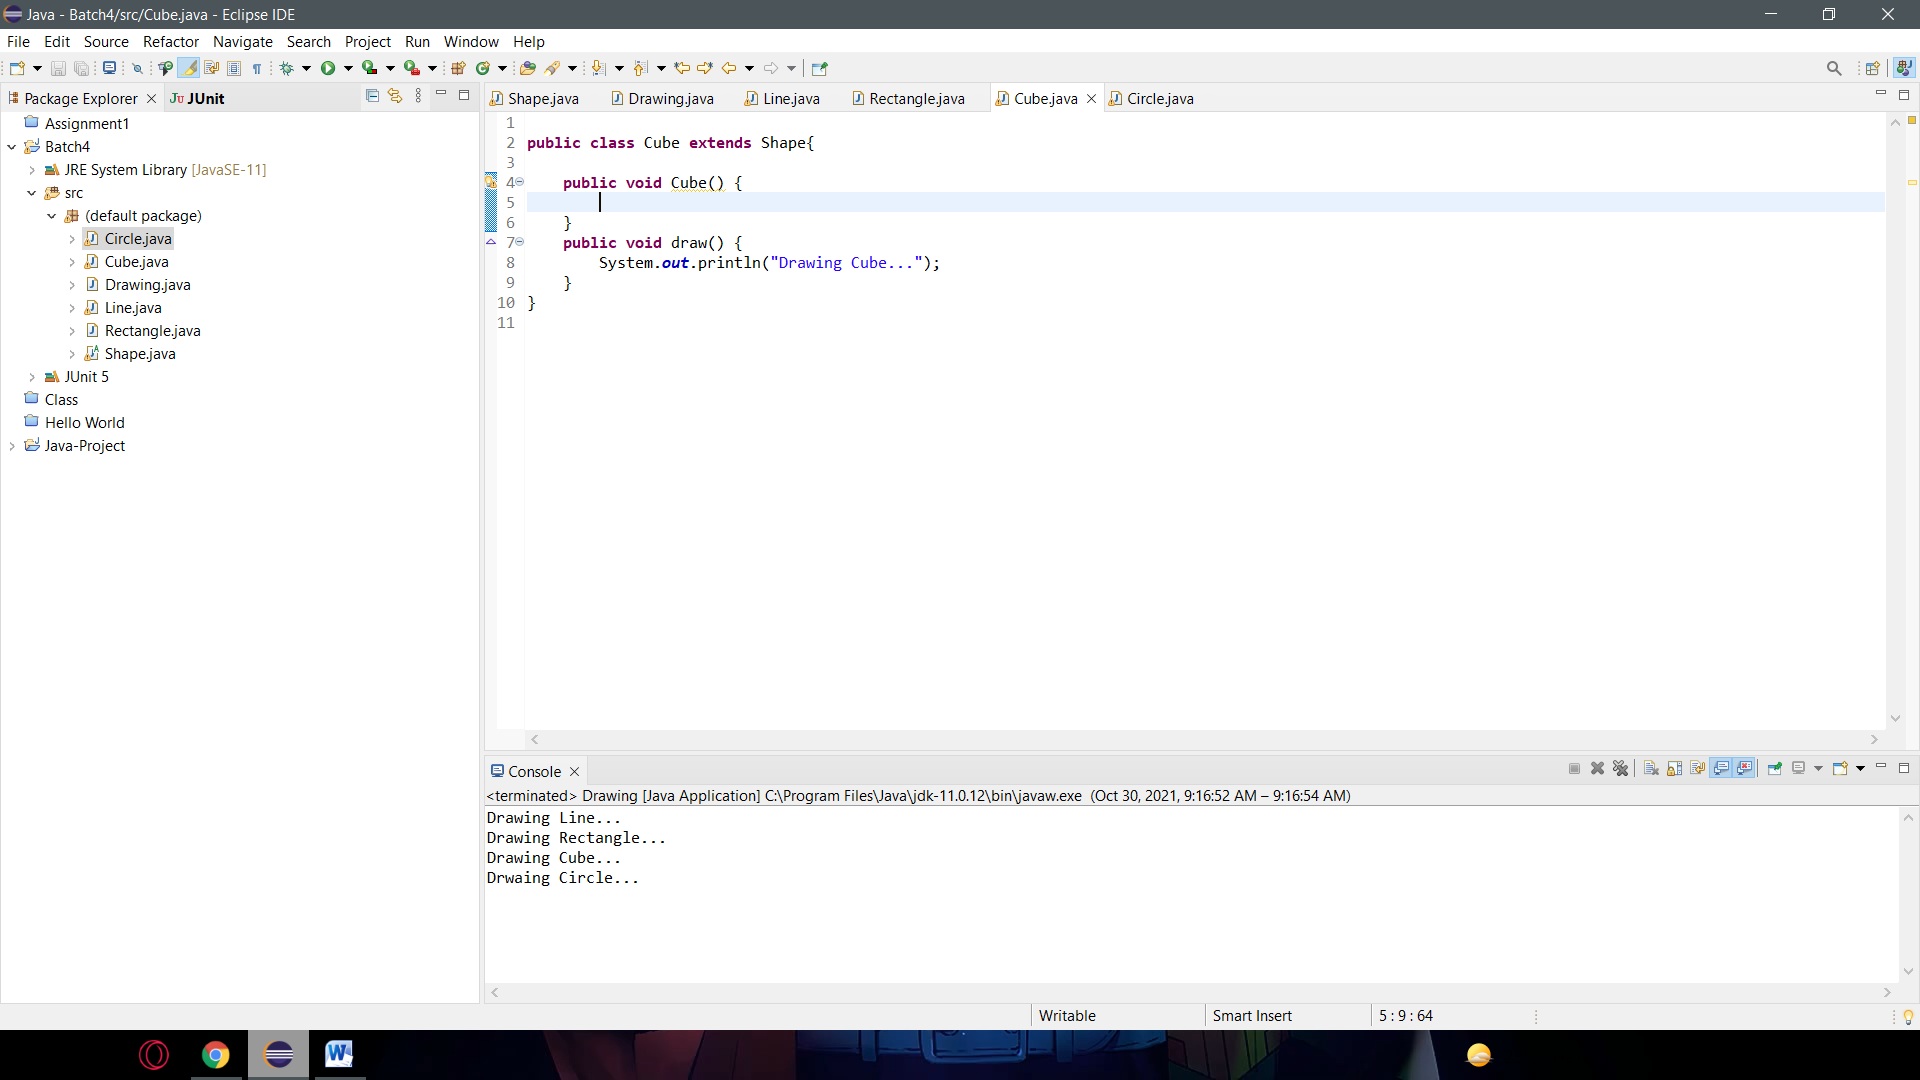 Java - Batch4/src/Cube.java - Eclipse IDE
File Edit Source Refactor Navigate Search Project Run Window Help
Package Explorer JUnit
Assignment1
Batch4
JRE System Library [JavaSE-11]
src
(default package)
Circle.java
Cube.java
Drawing.java
Line.java
Rectangle.java
Shape.java
JUnit 5
Class
Hello World
Java-Project
Shape.java Drawing.java Line.java Rectangle.java Cube.java Circle.java
1
2 public class Cube extends Shape{
3
4 public void Cube() {
5
6 }
7 public void draw() {
8 System.out.println("Drawing Cube...");
9 }
10 }
11
Console
<terminated> Drawing [Java Application] C:\Program Files\Java\jdk-11.0.12\bin\javaw.exe (Oct 30, 2021, 9:16:52 AM – 9:16:54 AM)
Drawing Line...
Drawing Rectangle...
Drawing Cube...
Drwaing Circle...
Writable Smart Insert 5 : 9 : 64